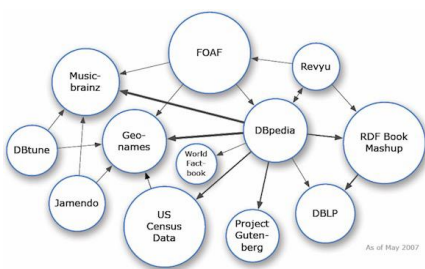 FOAF
Music-
brainz
Revyu
DBpedia
DBtune
Geo-
names
World
Fact-
book
RDF Book
Mashup
Jamendo
US
Census
Data
Project
Guten-
berg
DBLP
As of May 2007